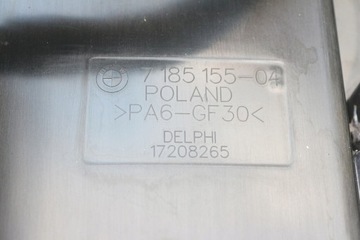 7 185 155-04
POLAND
>PA6-GF30<
DELPHI
17208265